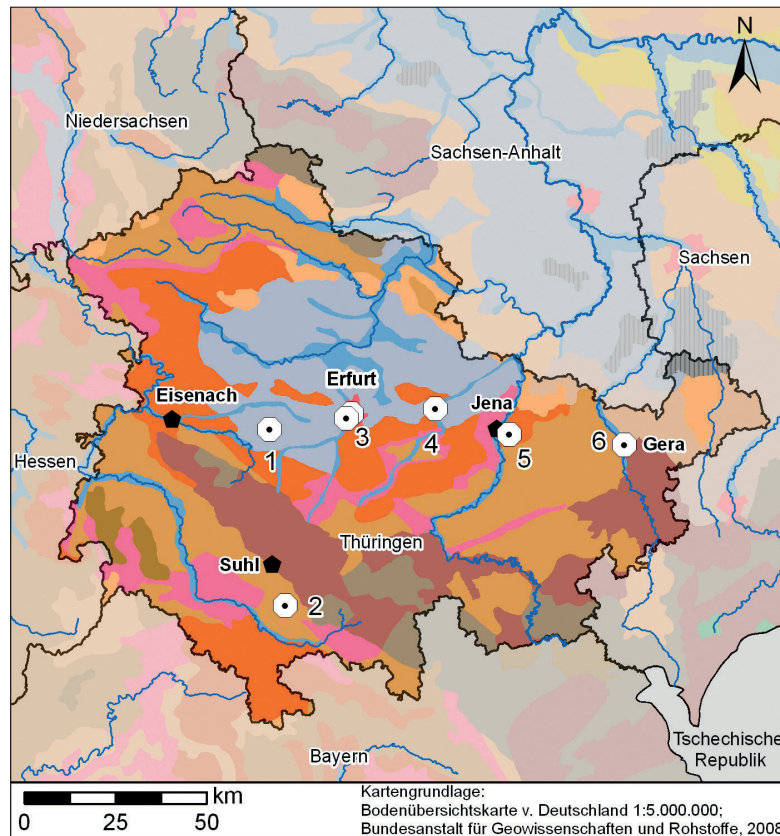 N
Niedersachsen
Sachsen-Anhalt
Sachsen
Erfurt
Eisenach
Jena
1
3
4
5
6
Gera
Hessen
Thüringen
Suhl
2
Tschechische
Republik
Bayern
km
0 25 50
Kartengrundlage:
Bodenübersichtskarte v. Deutschland 1:5.000.000;
Bundesanstalt für Geowissenschaften und Rohstoffe, 2008